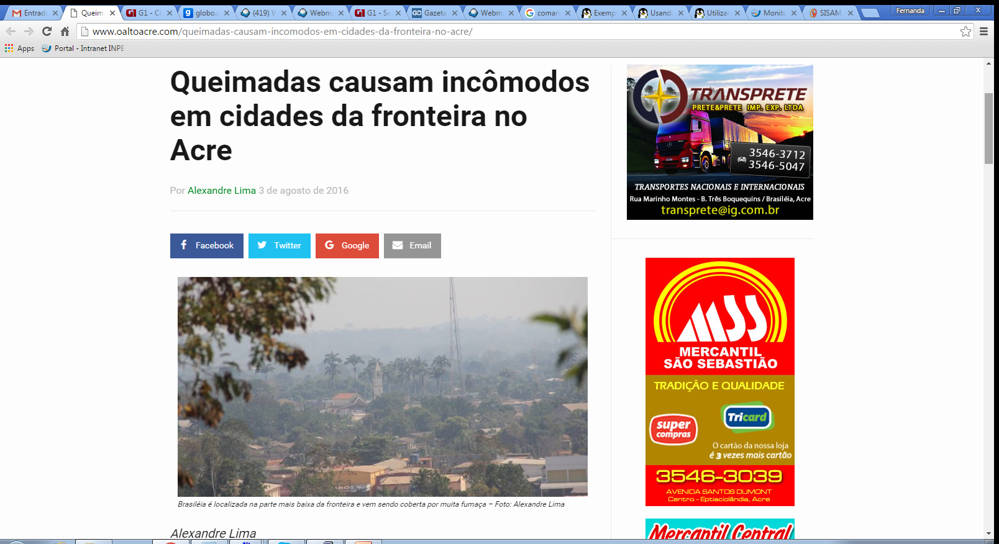 Entrad
Queim
G1 - C
globo.
(419) W
Webm
G1 - Se
Gazeta
Webm
coman
Exemp
Usand
Utilizar
Monito
SISAM
Fernanda
www.oaltoacre.com/queimadas-causam-incomodos-em-cidades-da-fronteira-no-acre/
Apps
Portal - Intranet INPE
Queimadas causam incômodos
em cidades da fronteira no
Acre
Por Alexandre Lima 3 de agosto de 2016
Facebook
Twitter
Google
Email
Brasiléia é localizada na parte mais baixa da fronteira e vem sendo coberta por muita fumaça – Foto: Alexandre Lima
Alexandre Lima
TRANSPRETE
PRETE&PRETE IMP. EXP. LTDA
(68) 3546-3712
3546-5047
TRANSPORTES NACIONAIS E INTERNACIONAIS
Rua Marinho Montes - B. Três Boquequins / Brasiléia, Acre
transprete@ig.com.br
MSS
MERCANTIL
SÃO SEBASTIÃO
TRADIÇÃO E QUALIDADE
super
compras
Tricard
O cartão da nossa loja
é 3 vezes mais cartão
3546-3039
AVENIDA SANTOS DUMONT
Centro - Eptiaciolândia, Acre
Mercantil Central